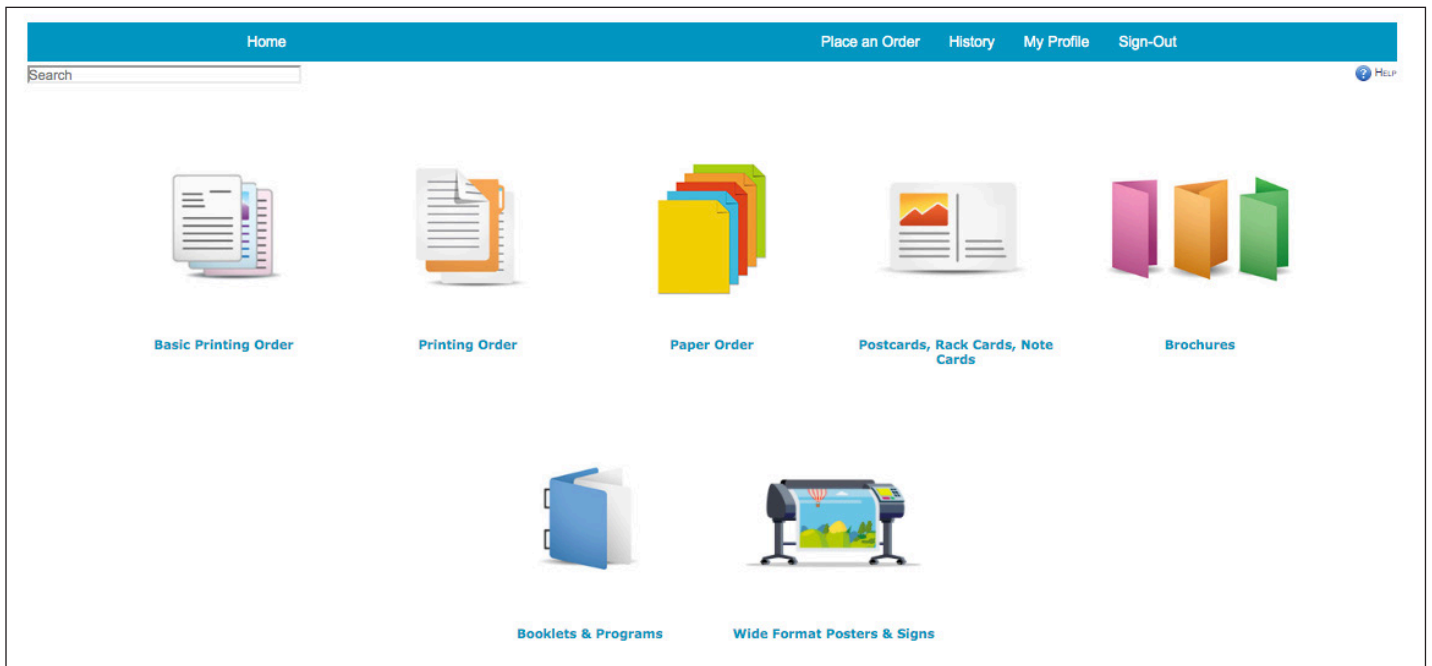 Home Place an Order History My Profile Sign-Out
Search
Help
Basic Printing Order
Printing Order
Paper Order
Postcards, Rack Cards, Note
Cards
Brochures
Booklets & Programs
Wide Format Posters & Signs